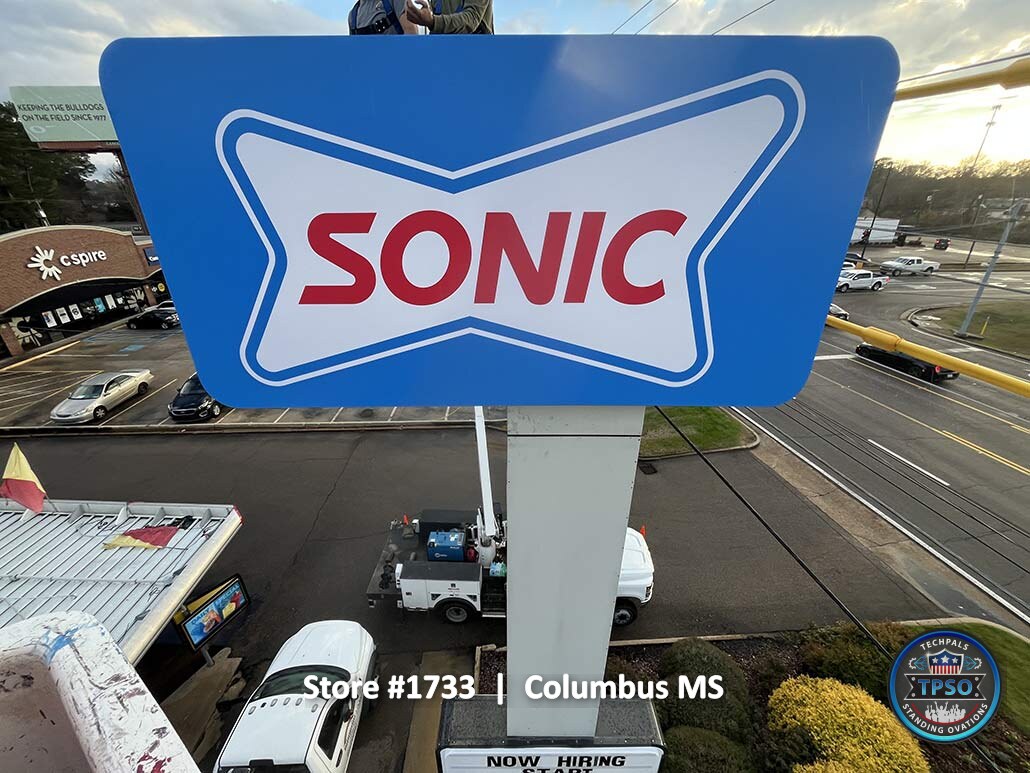 KEEPING THE BULLDOGS
ON THE FIELD SINCE 1977
SONIC
c spire
Store #1733 | Columbus MS
TECHPALS
TPSO
STANDING OVATIONS
NOW HIRING
START